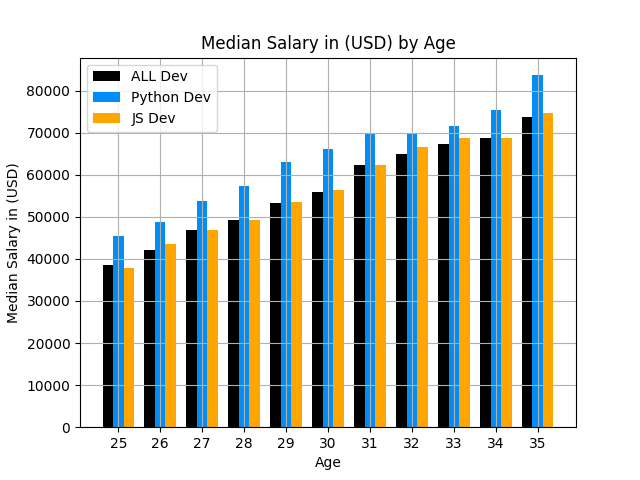 Median Salary in (USD) by Age
ALL Dev
Python Dev
JS Dev
Median Salary in (USD)
80000
70000
60000
50000
40000
30000
20000
10000
0
25 26 27 28 29 30 31 32 33 34 35
Age